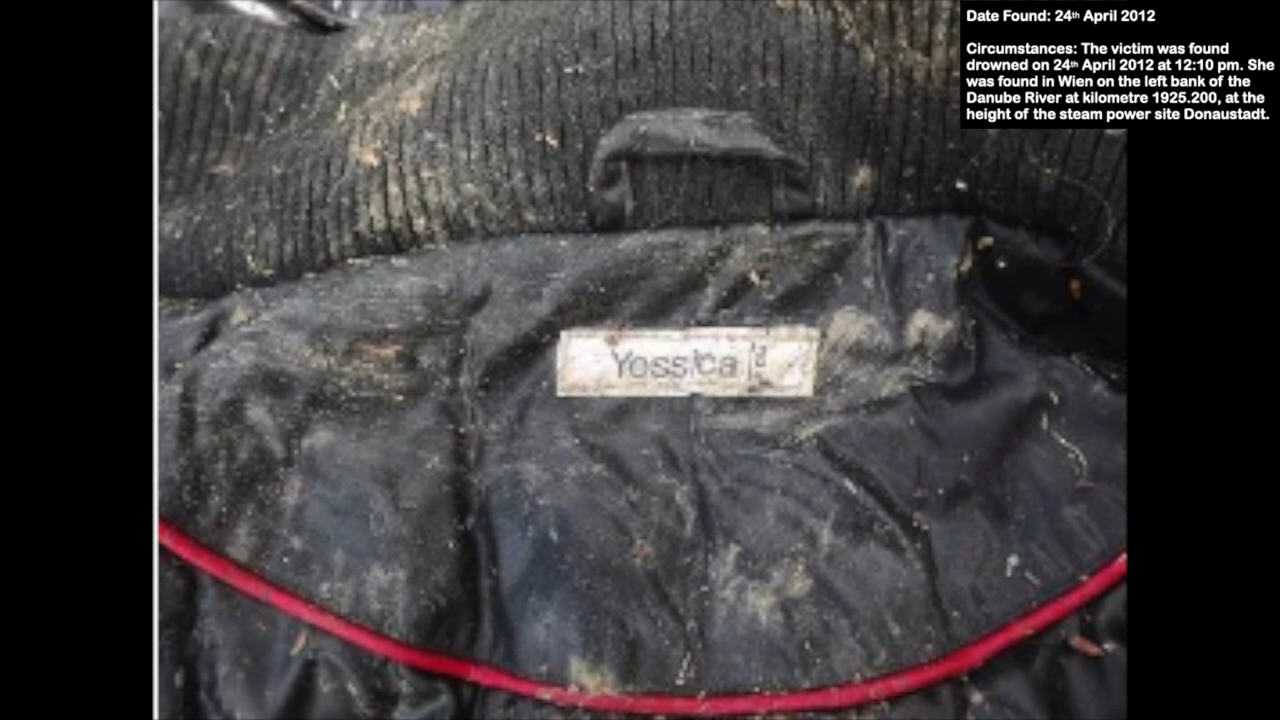 Date Found: 24th April 2012
Circumstances: The victim was found
drowned on 24th April 2012 at 12:10 pm. She
was found in Wien on the left bank of the
Danube River at kilometre 1925.200, at the
height of the steam power site Donaustadt.
Yessica